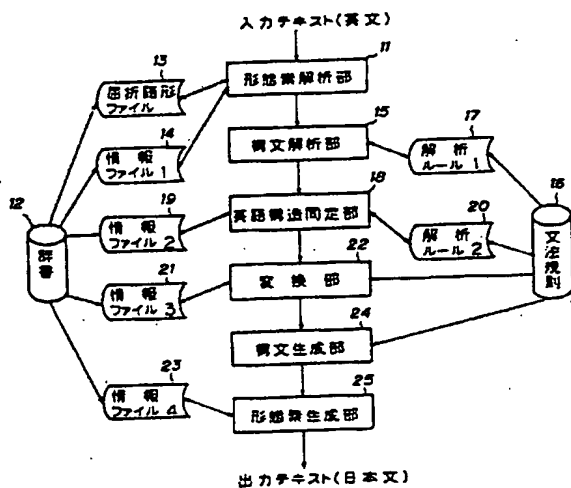 入力テキスト(英文)
11
形態素解析部
13
屈折語形
ファイル
14
情報
ファイル1
15
構文解析部
17
解析
ルール1
18
英語構造同定部
12
辞書
19
情報
ファイル2
20
解析
ルール2
16
文法規則
21
情報
ファイル3
22
変換部
24
構文生成部
23
情報
ファイル4
25
形態素生成部
出力テキスト(日本文)